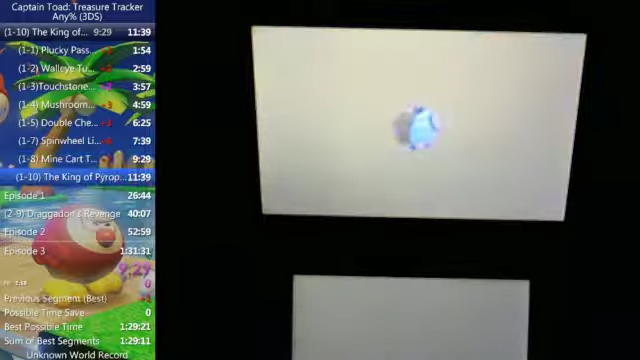 Captain Toad: Treasure Tracker
Any% (3DS)
(1-10) The King of... 9:29 11:39
(1-1) Plucky Pass... 1:54
(1-2) Walleye Tu... 2:59
(1-3)Touchstone... 3:57
(1-4) Mushroom... 4:59
(1-5) Double Che... 6:25
(1-7) Spinwheel Li... 7:39
(1-8) Mine Cart T... 9:29
(1-10) The King of Pyrop... 11:39
Episode 1 26:44
(2-9) Draggadon's Revenge 40:07
Episode 2 52:59
Episode 3 1:31:31
9:29
0
Previous Segment (Best)
Possible Time Save 0
Best Possible Time 1:29:21
Sum of Best Segments 1:29:11
Unknown World Record